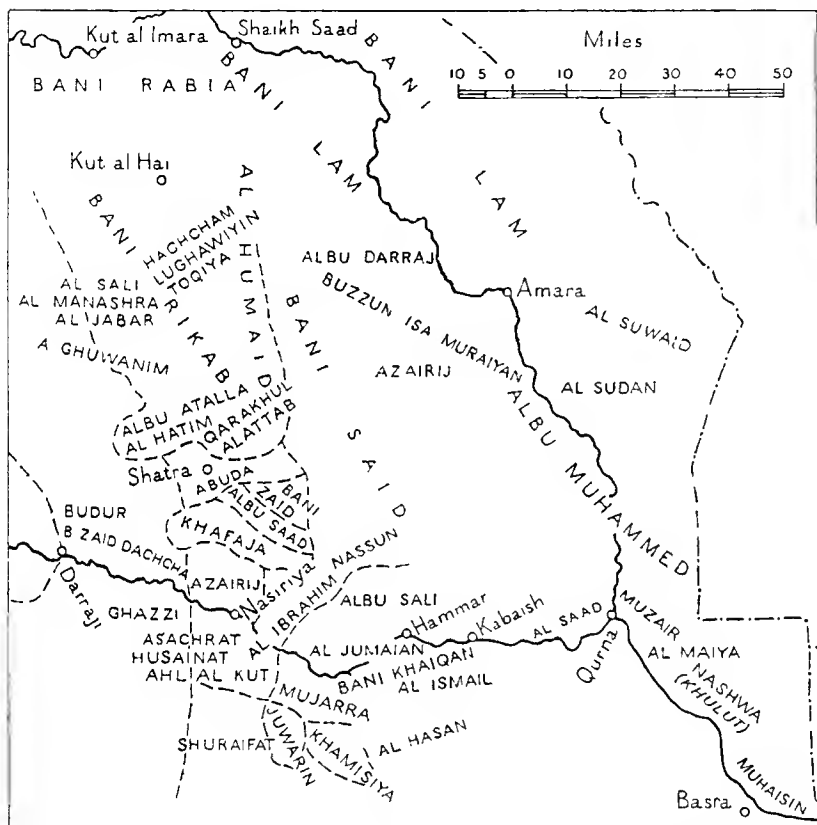 Kut al Imara
Shaikh Saad
Miles
10 5 0 10 20 30 40 50
BANI RABIA
BANI LAM
BANI LAM
Kut al Hai
BANI RIKAB
HACHCHAM
LUGHAWIYIN
TOQIYA
AL HUMAID
BANI SAID
ALBU DARRAJ
BUZZUN ISA MURAIYAN
Amara
AL SUWAID
AL SALI
AL MANASHRA
AL JABAR
A GHUWANIM
AZAIRIJ
AL SUDAN
ALBU ATALLA
AL HATIM
QARAKHUL
ALATTAB
ALBU MUHAMMED
Shatra
ABUDA
BANI
ZAID
ALBU SAAD
KHAFAJA
BUDUR
B ZAID DACHCHA
Darraji
AZAIRIJ
Nasiriya
AL IBRAHIM NASSUN
ALBU SALI
GHAZZI
ASACHRAT
HUSAINAT
AHL AL KUT
AL JUMAIAN
Hammar
Kabaish
AL SAAD
Qurna
MUZAIR
AL MAIYA
NASHWA
(KHULUT)
BANI KHAIQAN
AL ISMAIL
MUJARRA
SHURAIFAT
JUWARIN
KHAMISIYA
AL HASAN
MUHAISIN
Basra